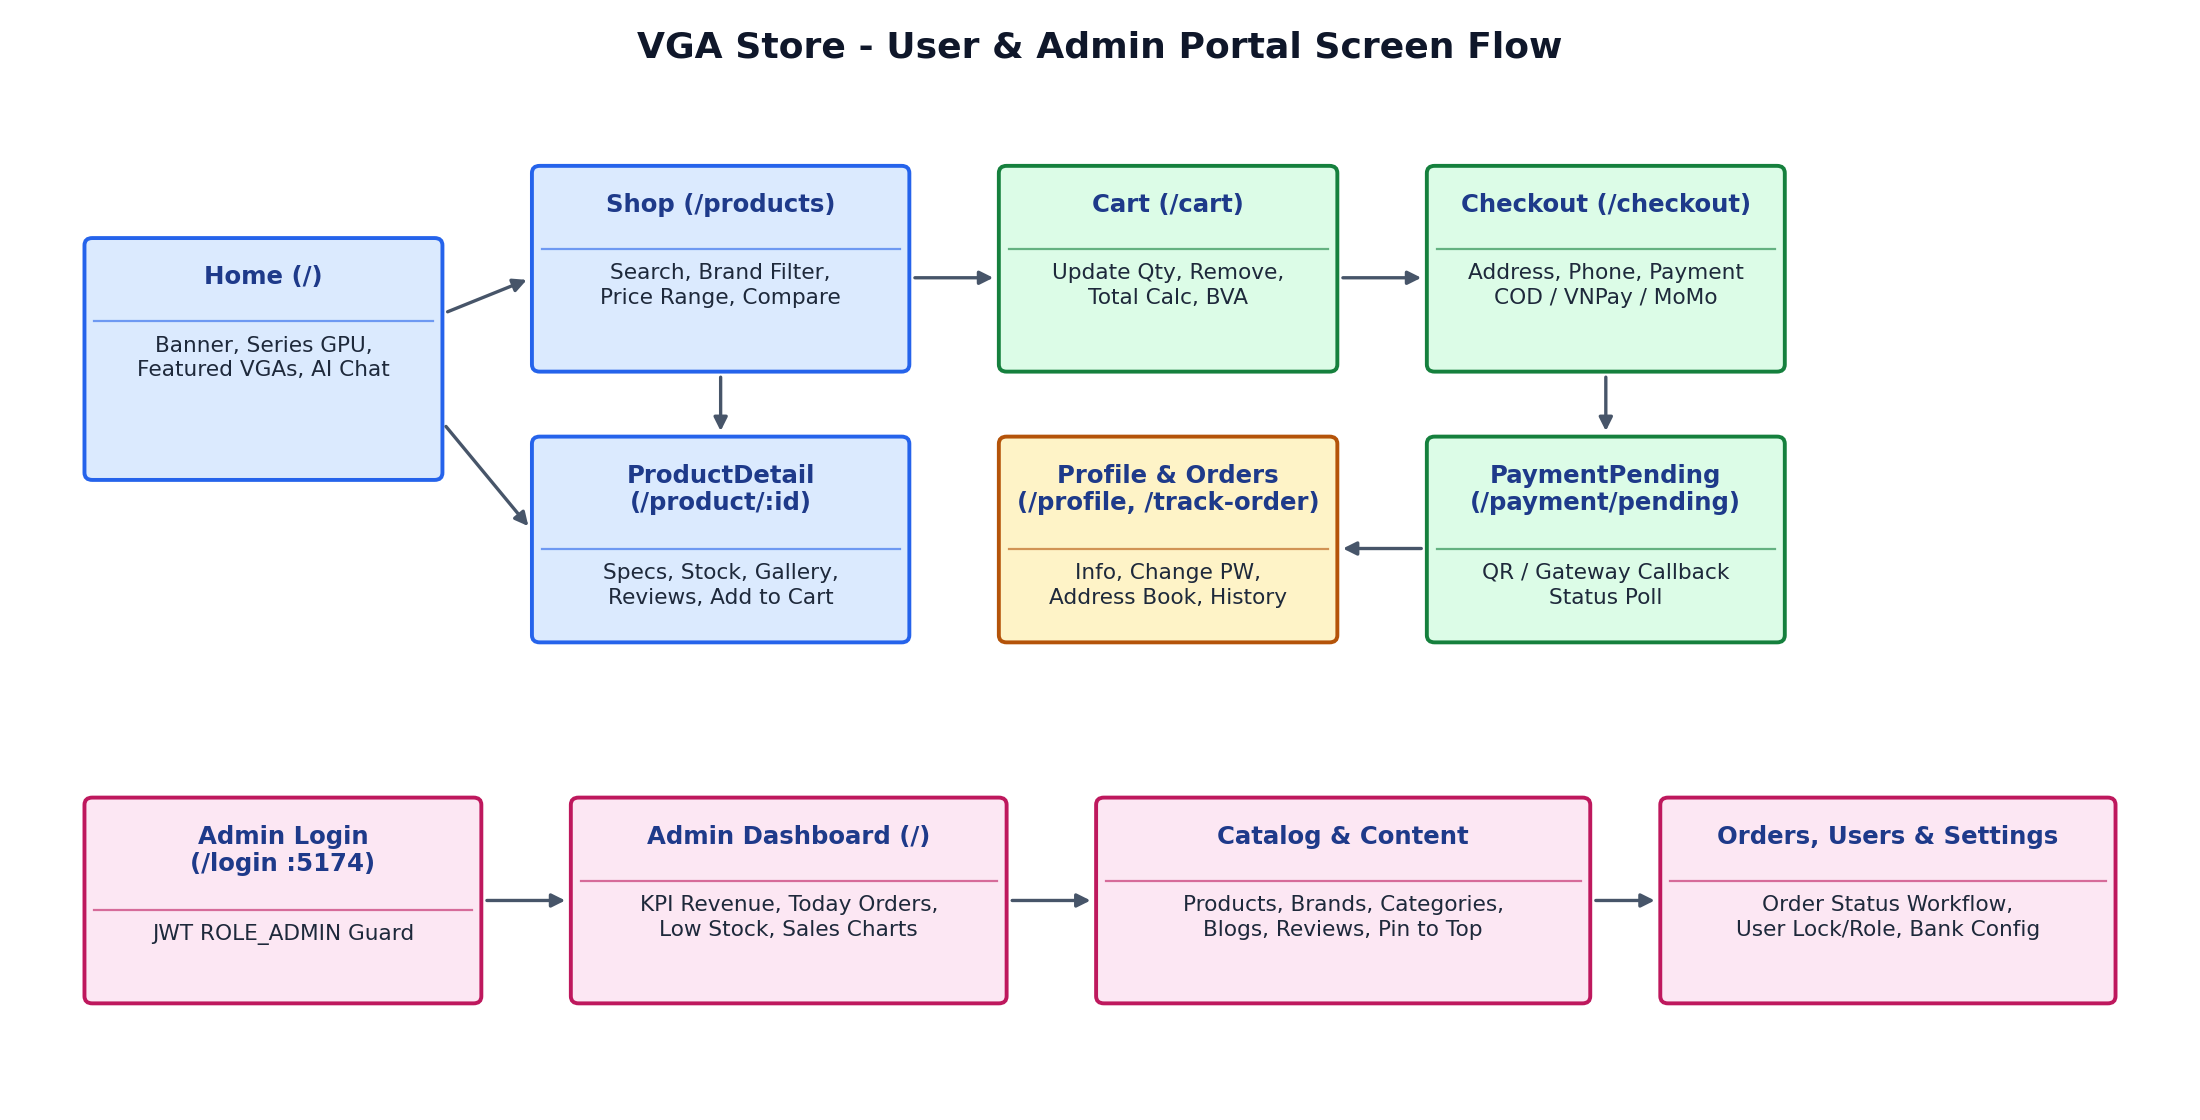 VGA Store - User & Admin Portal Screen Flow
Home (/)
Banner, Series GPU,
Featured VGAs, AI Chat
Shop (/products)
Search, Brand Filter,
Price Range, Compare
Cart (/cart)
Update Qty, Remove,
Total Calc, BVA
Checkout (/checkout)
Address, Phone, Payment
COD / VNPay / MoMo
ProductDetail
(/product/:id)
Specs, Stock, Gallery,
Reviews, Add to Cart
Profile & Orders
(/profile, /track-order)
Info, Change PW,
Address Book, History
PaymentPending
(/payment/pending)
QR / Gateway Callback
Status Poll
Admin Login
(/login :5174)
JWT ROLE_ADMIN Guard
Admin Dashboard (/)
KPI Revenue, Today Orders,
Low Stock, Sales Charts
Catalog & Content
Products, Brands, Categories,
Blogs, Reviews, Pin to Top
Orders, Users & Settings
Order Status Workflow,
User Lock/Role, Bank Config